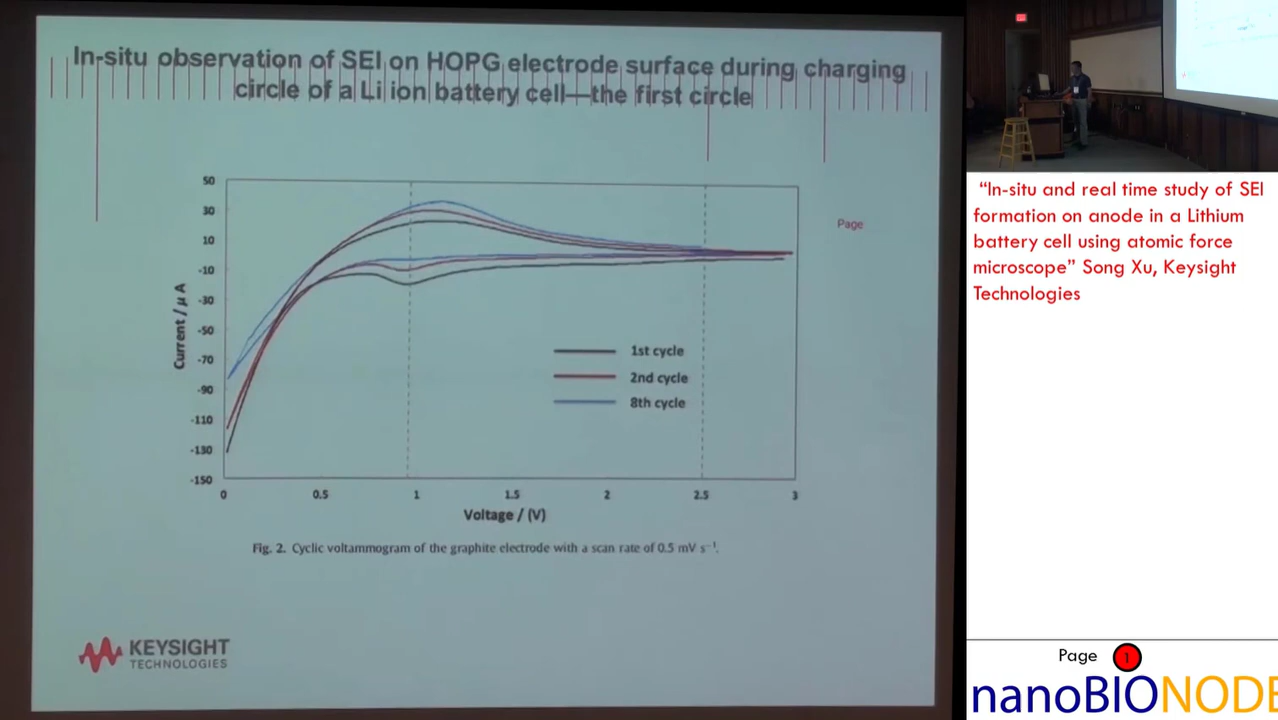 In-situ observation of SEI on HOPG electrode surface during charging
circle of a Li ion battery cell—the first circle
50
30
10
-10
-30
-50
-70
-90
-110
-130
-150
Current / μ A
0
0.5
1
1.5
2
2.5
3
Voltage / (V)
1st cycle
2nd cycle
8th cycle
Page
Fig. 2. Cyclic voltammogram of the graphite electrode with a scan rate of 0.5 mV s⁻¹.
KEYSIGHT
TECHNOLOGIES
“In-situ and real time study of SEI
formation on anode in a Lithium
battery cell using atomic force
microscope” Song Xu, Keysight
Technologies
Page 1
nanoBIONODE